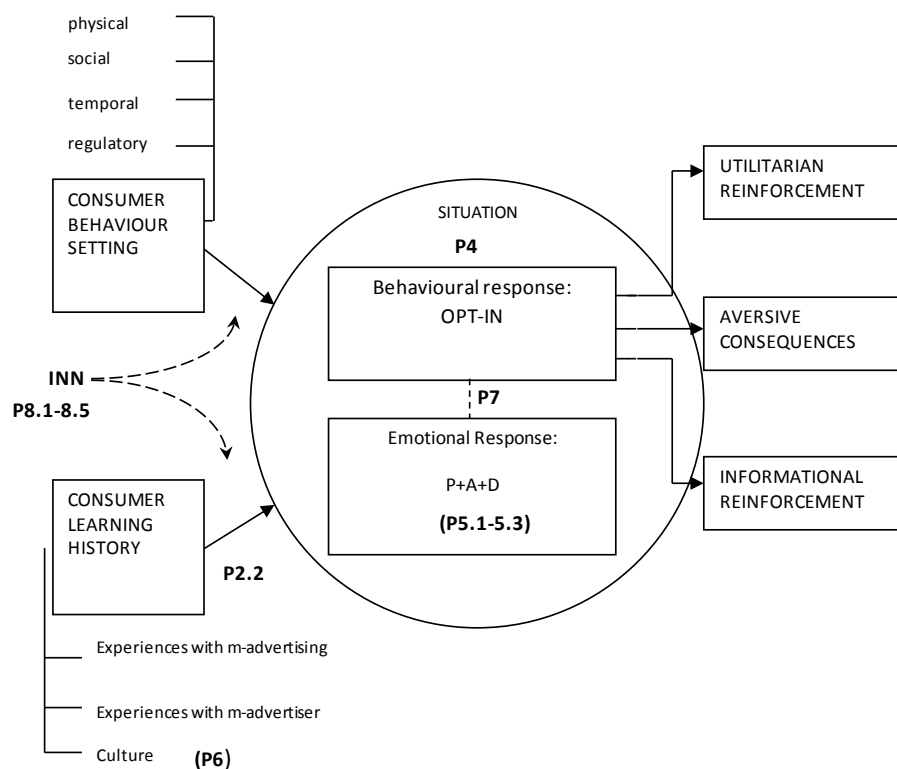 physical
social
temporal
regulatory
CONSUMER
BEHAVIOUR
SETTING
INN
P8.1-8.5
CONSUMER
LEARNING
HISTORY
P2.2
Experiences with m-advertising
Experiences with m-advertiser
Culture (P6)
SITUATION
P4
Behavioural response:
OPT-IN
P7
Emotional Response:
P+A+D
(P5.1-5.3)
UTILITARIAN
REINFORCEMENT
AVERSIVE
CONSEQUENCES
INFORMATIONAL
REINFORCEMENT